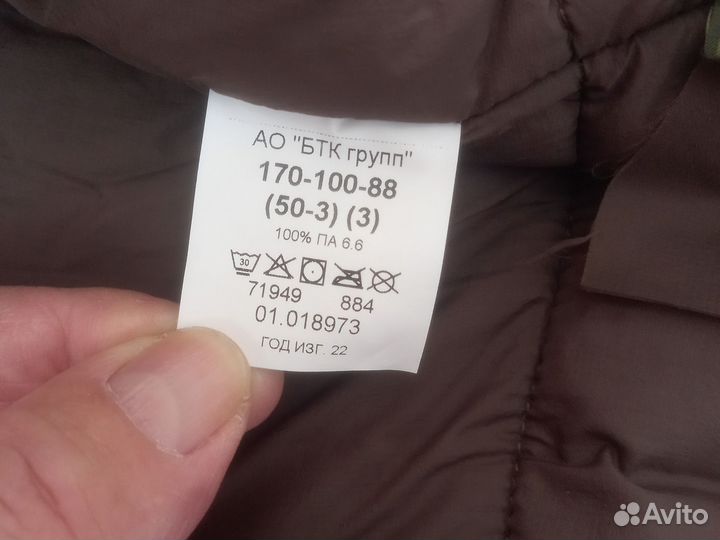 АО "БТК групп"
170-100-88
(50-3) (3)
100% ПА 6.6
30
71949 884
01.018973
ГОД ИЗГ. 22
Avito